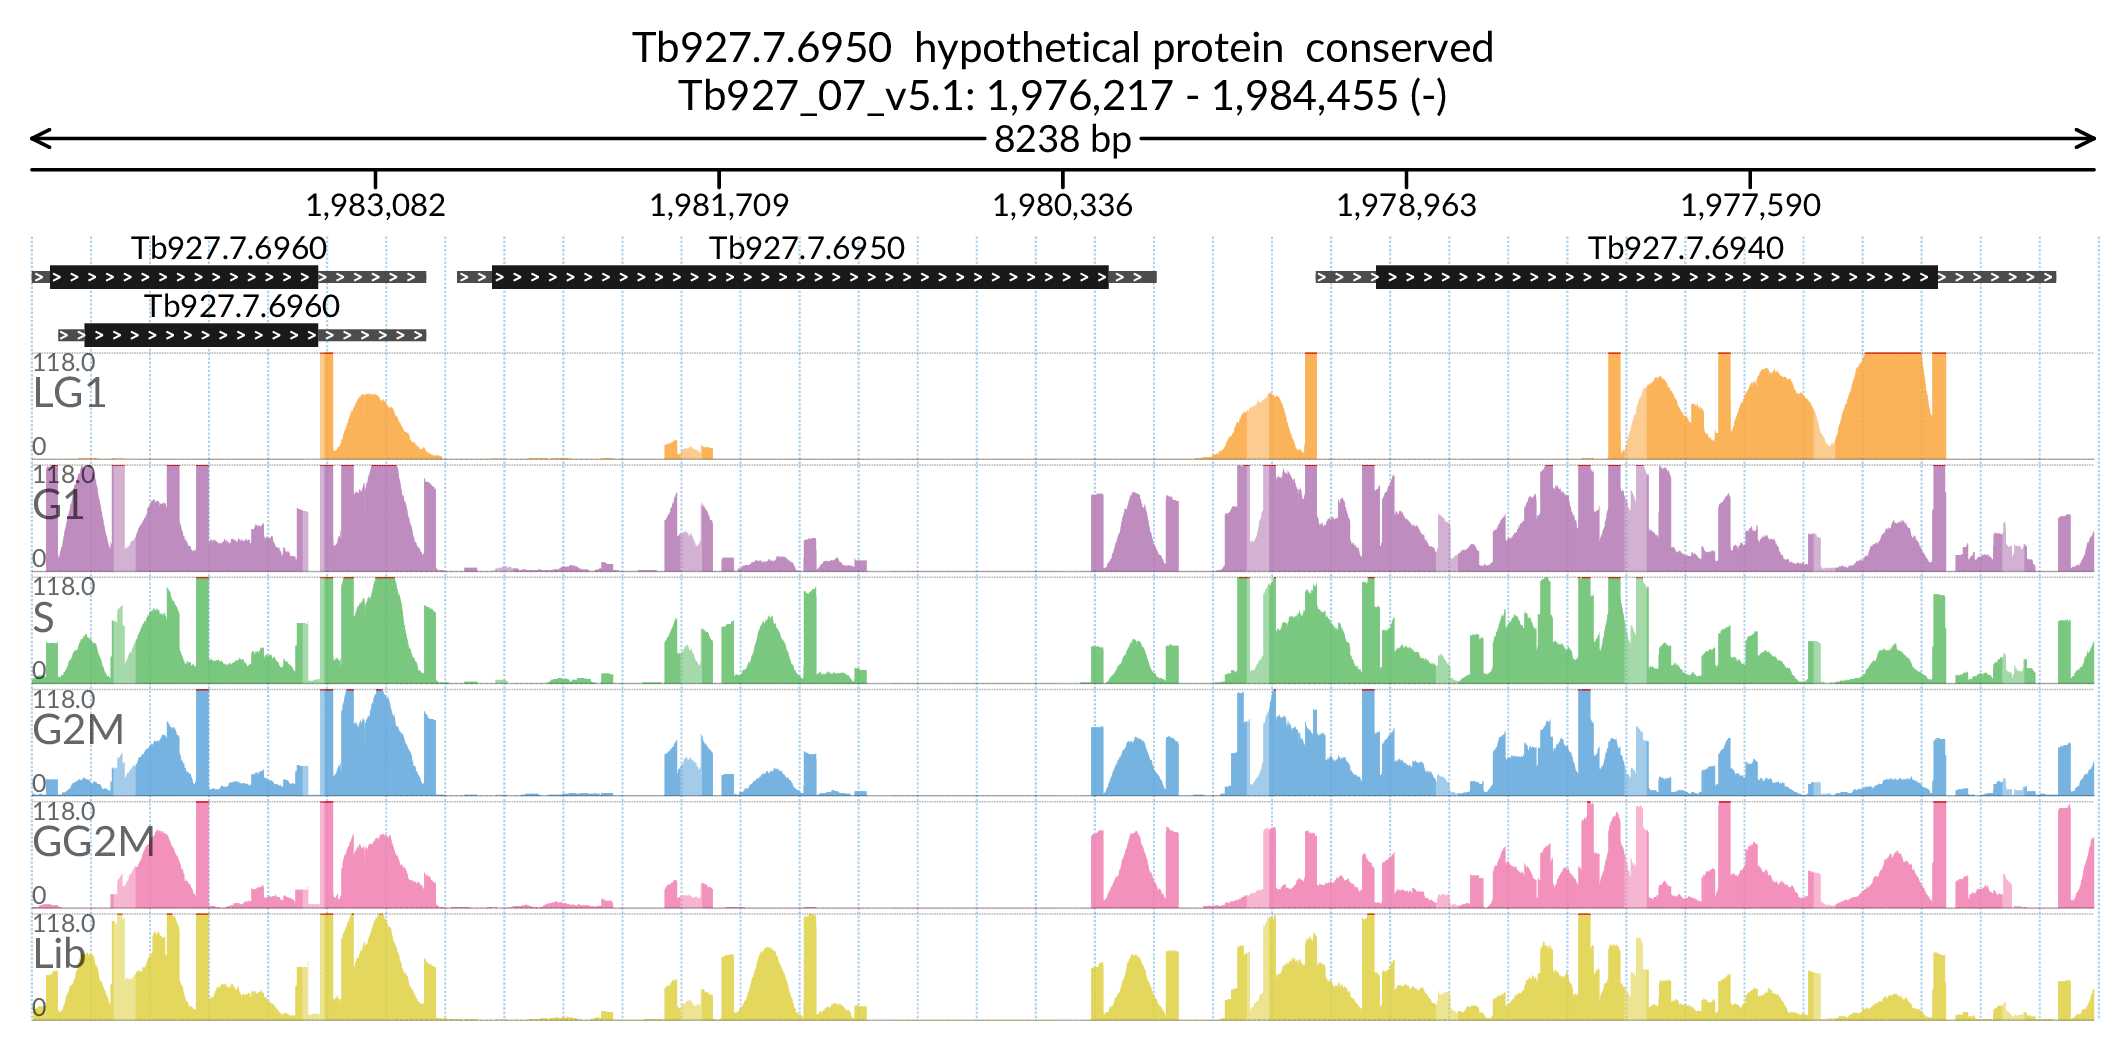 Tb927.7.6950 hypothetical protein conserved
Tb927_07_v5.1: 1,976,217 - 1,984,455 (-)
8238 bp
1,983,082 1,981,709 1,980,336 1,978,963 1,977,590
Tb927.7.6960 Tb927.7.6950 Tb927.7.6940
Tb927.7.6960
118.0
LG1
0
118.0
G1
0
118.0
S
0
118.0
G2M
0
118.0
GG2M
0
118.0
Lib
0